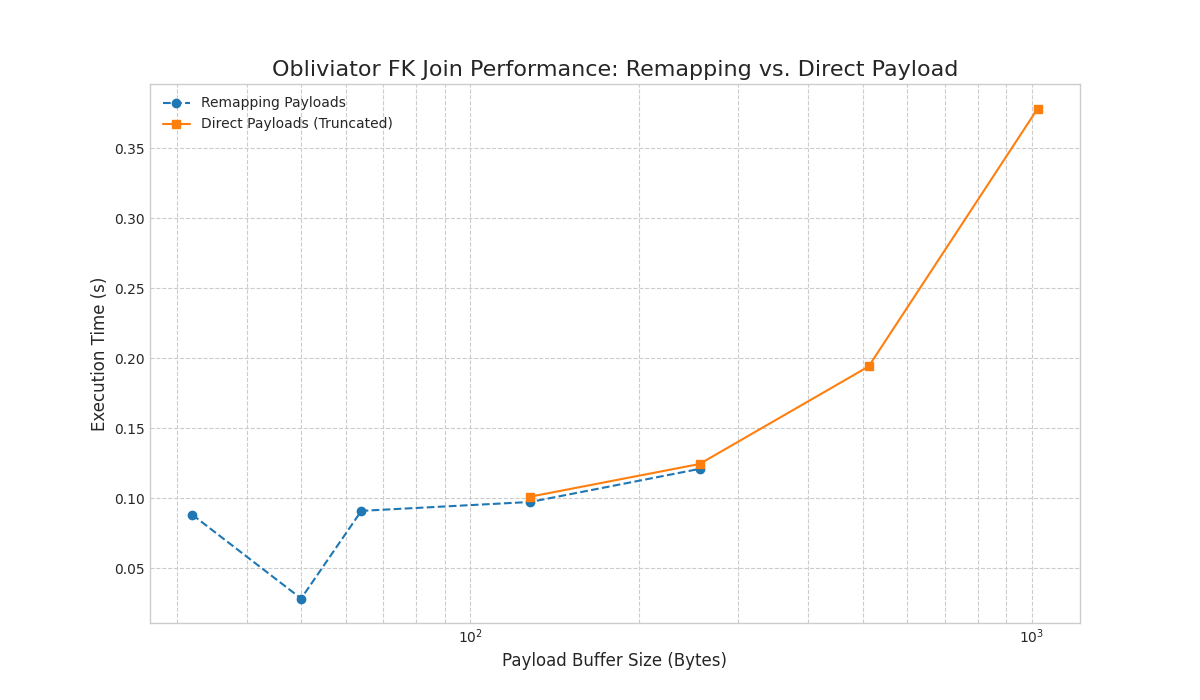 Obliviator FK Join Performance: Remapping vs. Direct Payload
Remapping Payloads
Direct Payloads (Truncated)
0.35
0.30
0.25
0.20
0.15
0.10
0.05
Execution Time (s)
10²
10³
Payload Buffer Size (Bytes)